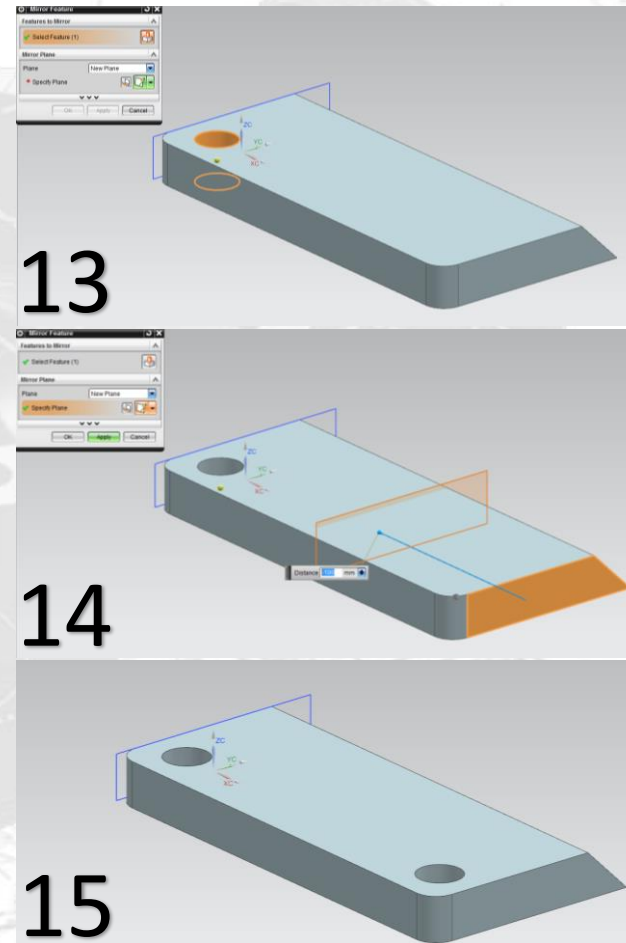 Mirror Feature
Features to Mirror
Select Feature (1)
Mirror Plane
Plane New Plane
* Specify Plane
OK Apply Cancel
ZC
YC
XC
13
Mirror Feature
Features to Mirror
Select Feature (1)
Mirror Plane
Plane New Plane
Specify Plane
OK Apply Cancel
ZC
YC
XC
Distance mm
14
ZC
YC
XC
15